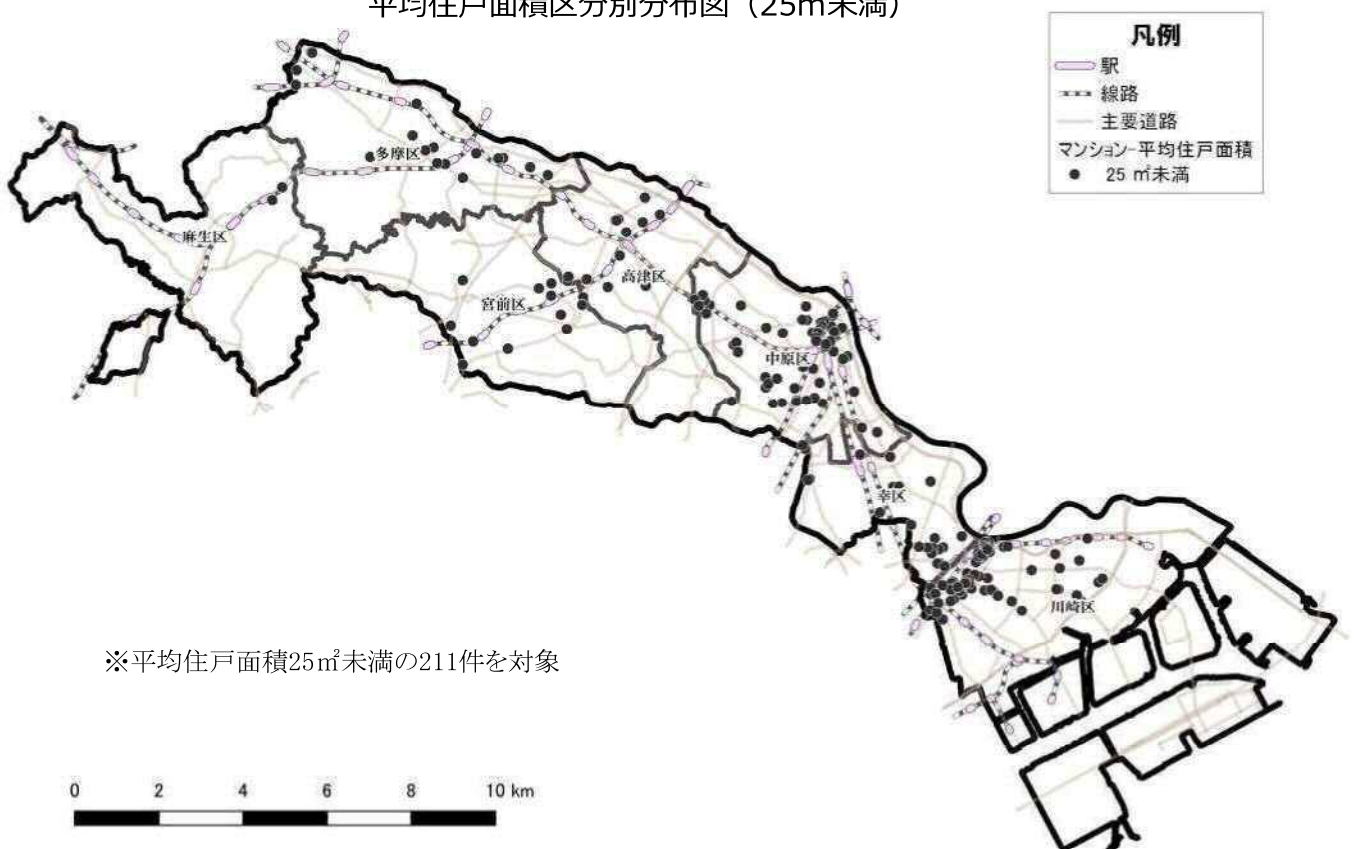 平均住戸面積区分別分布図（25㎡未満）
凡例
駅
線路
主要道路
マンション-平均住戸面積
25 ㎡未満
多摩区
麻生区
高津区
宮前区
中原区
幸区
川崎区
※平均住戸面積25㎡未満の211件を対象
0 2 4 6 8 10 km